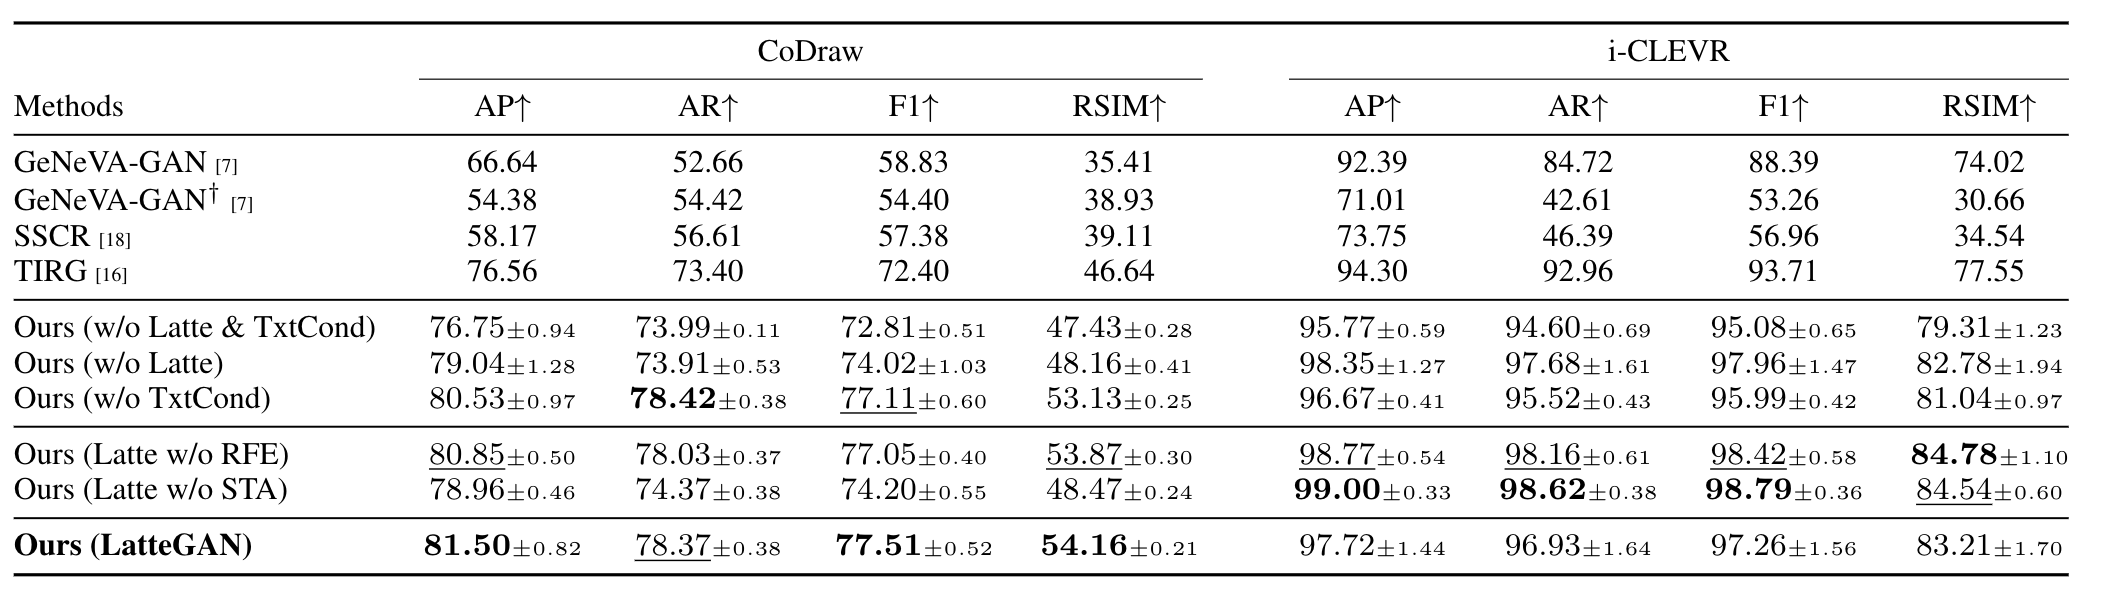 CoDraw i-CLEVR
Methods AP↑ AR↑ F1↑ RSIM↑ AP↑ AR↑ F1↑ RSIM↑
GeNeVA-GAN [7] 66.64 52.66 58.83 35.41 92.39 84.72 88.39 74.02
GeNeVA-GAN† [7] 54.38 54.42 54.40 38.93 71.01 42.61 53.26 30.66
SSCR [18] 58.17 56.61 57.38 39.11 73.75 46.39 56.96 34.54
TIRG [16] 76.56 73.40 72.40 46.64 94.30 92.96 93.71 77.55
Ours (w/o Latte & TxtCond) 76.75±0.94 73.99±0.11 72.81±0.51 47.43±0.28 95.77±0.59 94.60±0.69 95.08±0.65 79.31±1.23
Ours (w/o Latte) 79.04±1.28 73.91±0.53 74.02±1.03 48.16±0.41 98.35±1.27 97.68±1.61 97.96±1.47 82.78±1.94
Ours (w/o TxtCond) 80.53±0.97 78.42±0.38 77.11±0.60 53.13±0.25 96.67±0.41 95.52±0.43 95.99±0.42 81.04±0.97
Ours (Latte w/o RFE) 80.85±0.50 78.03±0.37 77.05±0.40 53.87±0.30 98.77±0.54 98.16±0.61 98.42±0.58 84.78±1.10
Ours (Latte w/o STA) 78.96±0.46 74.37±0.38 74.20±0.55 48.47±0.24 99.00±0.33 98.62±0.38 98.79±0.36 84.54±0.60
Ours (LatteGAN) 81.50±0.82 78.37±0.38 77.51±0.52 54.16±0.21 97.72±1.44 96.93±1.64 97.26±1.56 83.21±1.70